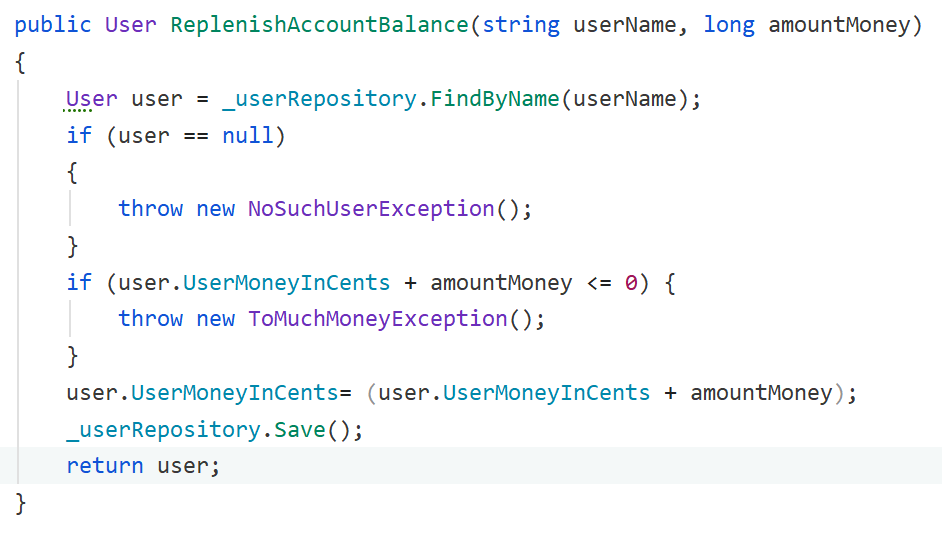 public User ReplenishAccountBalance(string userName, long amountMoney)
{
    User user = _userRepository.FindByName(userName);
    if (user == null)
    {
        throw new NoSuchUserException();
    }
    if (user.UserMoneyInCents + amountMoney <= 0) {
        throw new ToMuchMoneyException();
    }
    user.UserMoneyInCents= (user.UserMoneyInCents + amountMoney);
    _userRepository.Save();
    return user;
}